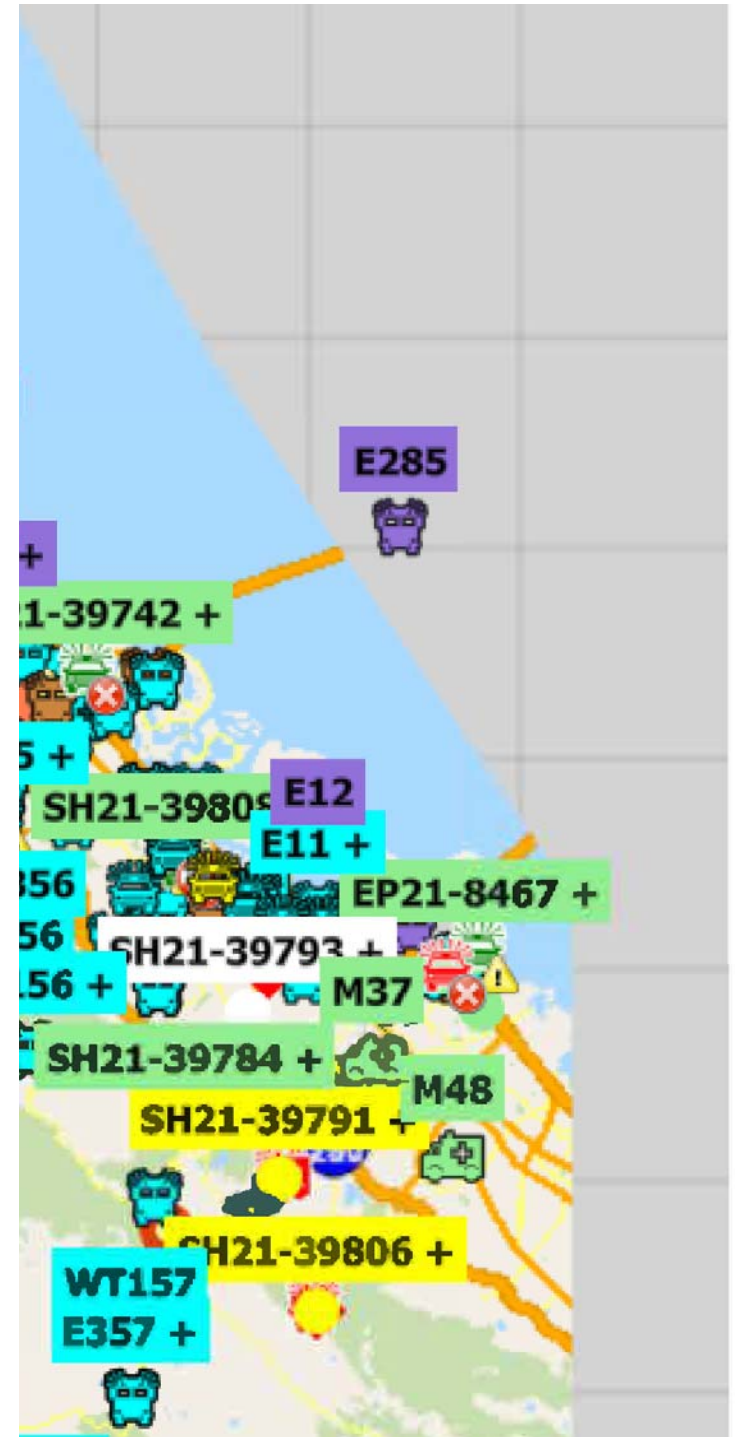 E285
+
1-39742 +
5 +
E12
SH21-39808
E11 +
356
EP21-8467 +
56
SH21-39793 +
156 +
M37
SH21-39784 +
M48
SH21-39791 +
SH21-39806 +
WT157
E357 +